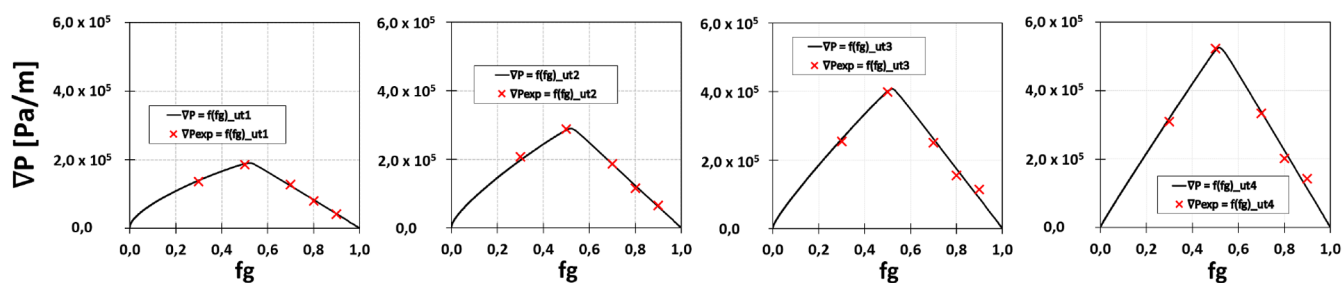 ∇P [Pa/m]
6,0 x 10⁵
4,0 x 10⁵
2,0 x 10⁵
0,0
∇P = f(fg)_ut1
∇Pexp = f(fg)_ut1
0,0 0,2 0,4 0,6 0,8 1,0
fg
6,0 x 10⁵
4,0 x 10⁵
2,0 x 10⁵
0,0
∇P = f(fg)_ut2
∇Pexp = f(fg)_ut2
0,0 0,2 0,4 0,6 0,8 1,0
fg
6,0 x 10⁵
4,0 x 10⁵
2,0 x 10⁵
0,0
∇P = f(fg)_ut3
∇Pexp = f(fg)_ut3
0,0 0,2 0,4 0,6 0,8 1,0
fg
6,0 x 10⁵
4,0 x 10⁵
2,0 x 10⁵
0,0
∇P = f(fg)_ut4
∇Pexp = f(fg)_ut4
0,0 0,2 0,4 0,6 0,8 1,0
fg